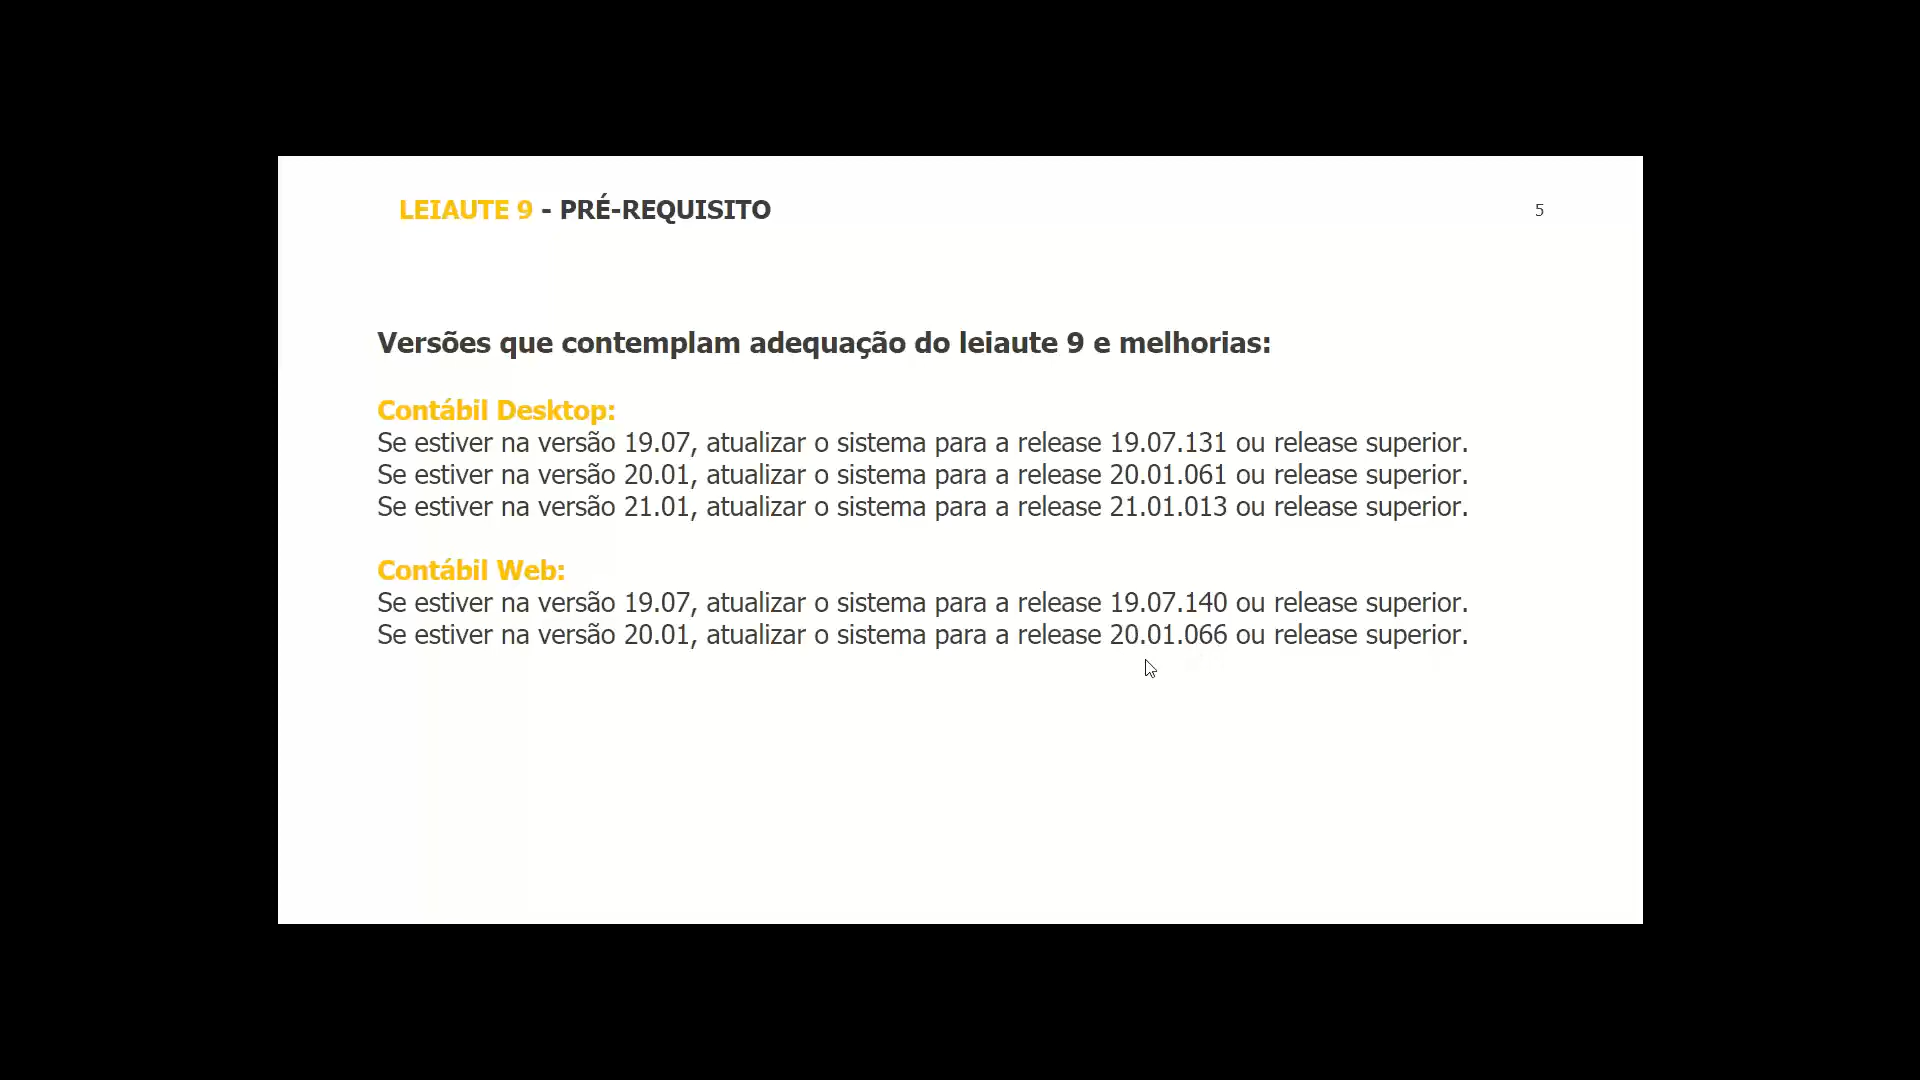 LEIAUTE 9 - PRÉ-REQUISITO
5
Versões que contemplam adequação do leiaute 9 e melhorias:
Contábil Desktop:
Se estiver na versão 19.07, atualizar o sistema para a release 19.07.131 ou release superior.
Se estiver na versão 20.01, atualizar o sistema para a release 20.01.061 ou release superior.
Se estiver na versão 21.01, atualizar o sistema para a release 21.01.013 ou release superior.
Contábil Web:
Se estiver na versão 19.07, atualizar o sistema para a release 19.07.140 ou release superior.
Se estiver na versão 20.01, atualizar o sistema para a release 20.01.066 ou release superior.